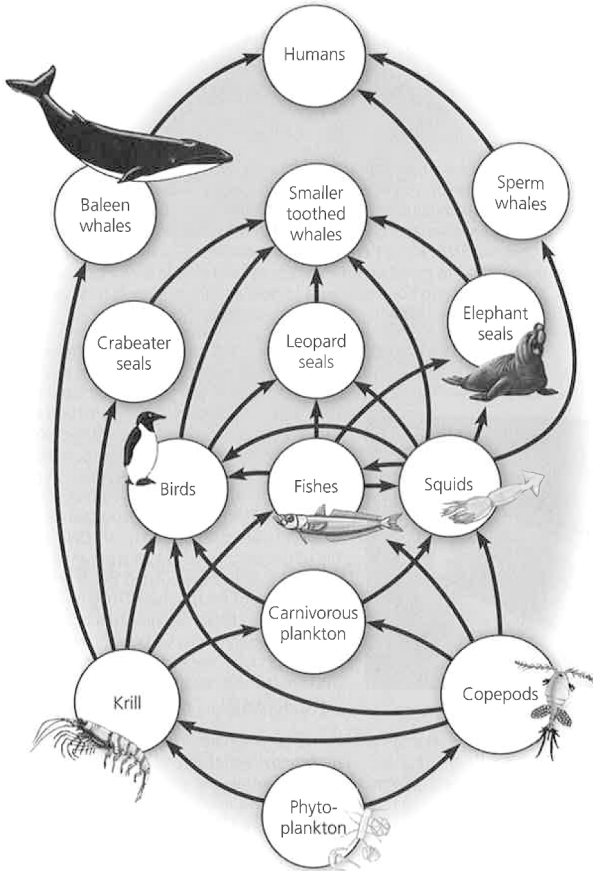 Humans
Baleen
whales
Smaller
toothed
whales
Sperm
whales
Crabeater
seals
Leopard
seals
Elephant
seals
Birds
Fishes
Squids
Carnivorous
plankton
Krill
Copepods
Phyto-
plankton